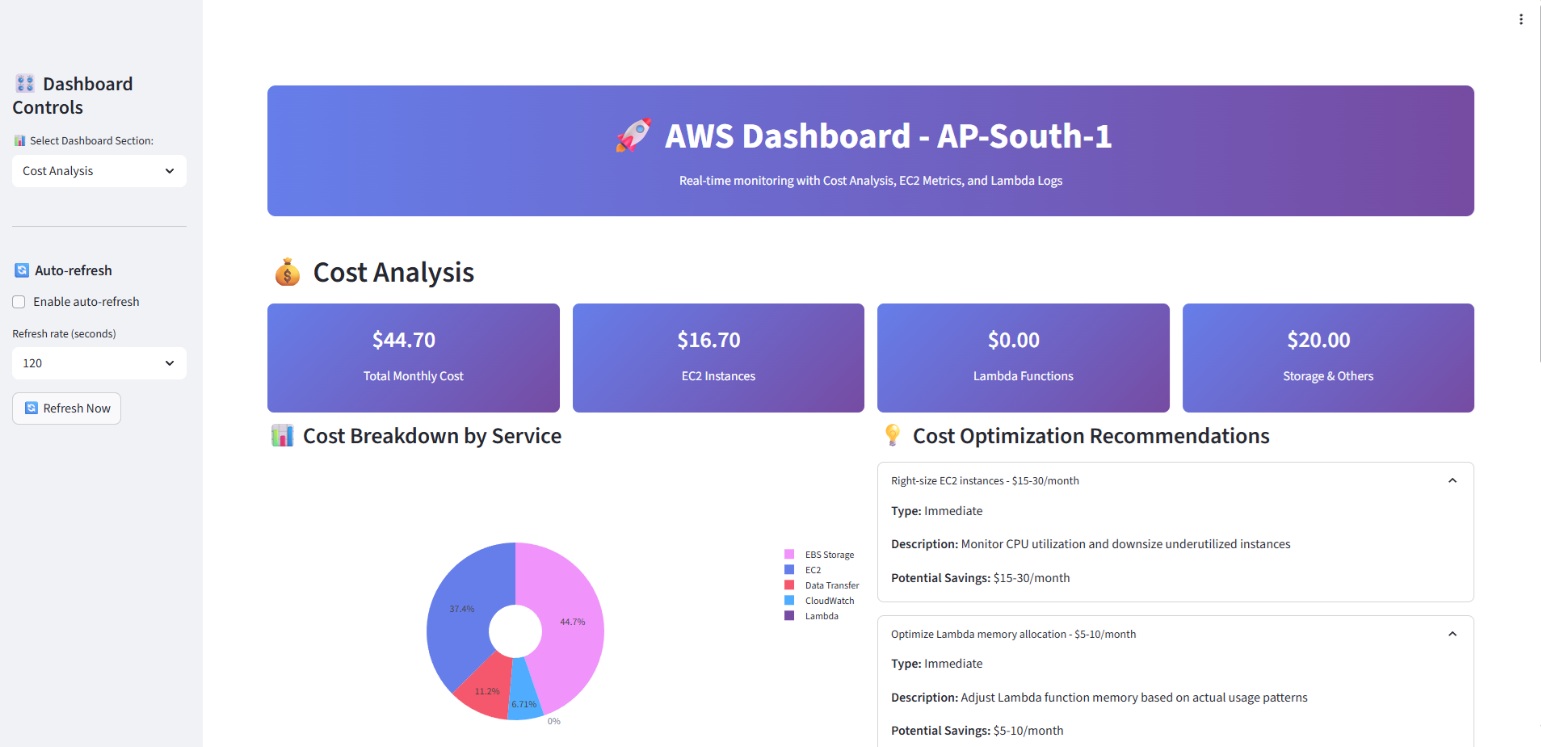 Dashboard
Controls
Select Dashboard Section:
Cost Analysis
Auto-refresh
Enable auto-refresh
Refresh rate (seconds)
120
Refresh Now
AWS Dashboard - AP-South-1
Real-time monitoring with Cost Analysis, EC2 Metrics, and Lambda Logs
Cost Analysis
$44.70
Total Monthly Cost
$16.70
EC2 Instances
$0.00
Lambda Functions
$20.00
Storage & Others
Cost Breakdown by Service
37.4%
44.7%
11.2%
6.71%
0%
EBS Storage
EC2
Data Transfer
CloudWatch
Lambda
Cost Optimization Recommendations
Right-size EC2 instances - $15-30/month
Type: Immediate
Description: Monitor CPU utilization and downsize underutilized instances
Potential Savings: $15-30/month
Optimize Lambda memory allocation - $5-10/month
Type: Immediate
Description: Adjust Lambda function memory based on actual usage patterns
Potential Savings: $5-10/month